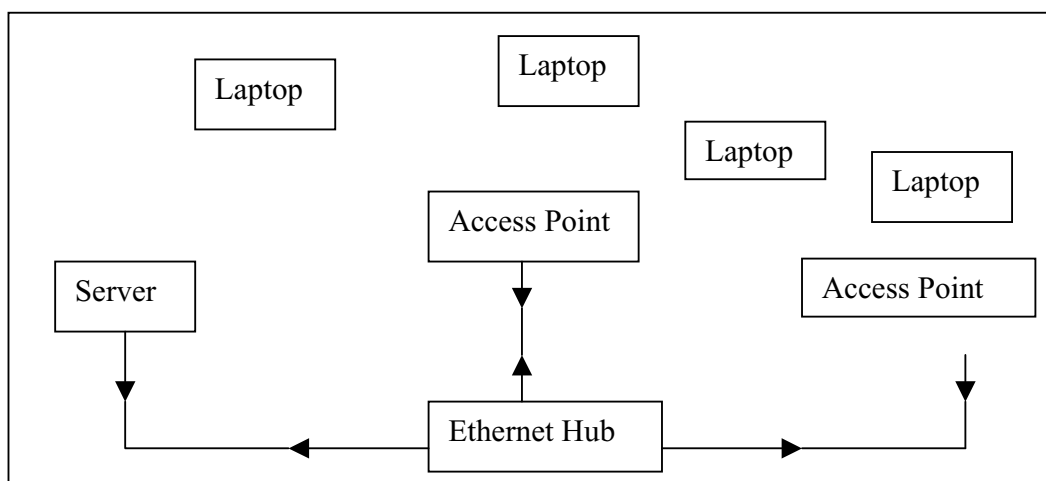 Laptop
Laptop
Laptop
Laptop
Access Point
Server
Access Point
Ethernet Hub